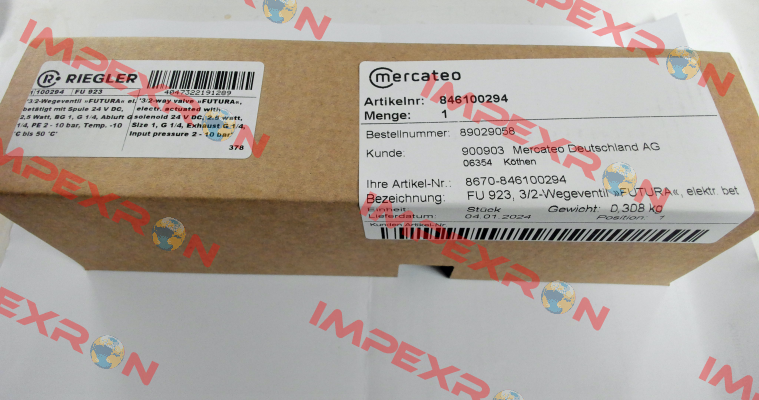 RIEGLER
100294 FU 923
4047322191289
"3/2-Wegeventil »FUTURA« el.
betätigt mit Spule 24 V DC,
2,5 Watt, BG 1, G 1/4, Abluft G
1/4, PE 2 - 10 bar, Temp. -10
€ bis 50 °C"
"3/2-way valve »FUTURA«,
electr. actuated with
solenoid 24 V DC, 2.5 watt,
Size 1, G 1/4, Exhaust G 1/4,
Input pressure 2 - 10 bar"
378
mercateo
Artikelnr: 846100294
Menge: 1
Bestellnummer: 89029058
Kunde: 900903 Mercateo Deutschland AG
06354 Köthen
Ihre Artikel-Nr.: 8670-846100294
Bezeichnung: FU 923, 3/2-Wegeventil »FUTURA«, elektr. bet
Einheit: Stück Gewicht: 0,308 kg
Lieferdatum: 04.01.2024 Position: 1
Kunden Artikel-Nr
IMPEXRON
IMPEXRON
IMPEXRON
IMPEXRON
IMPEXRON
IMPEXRON